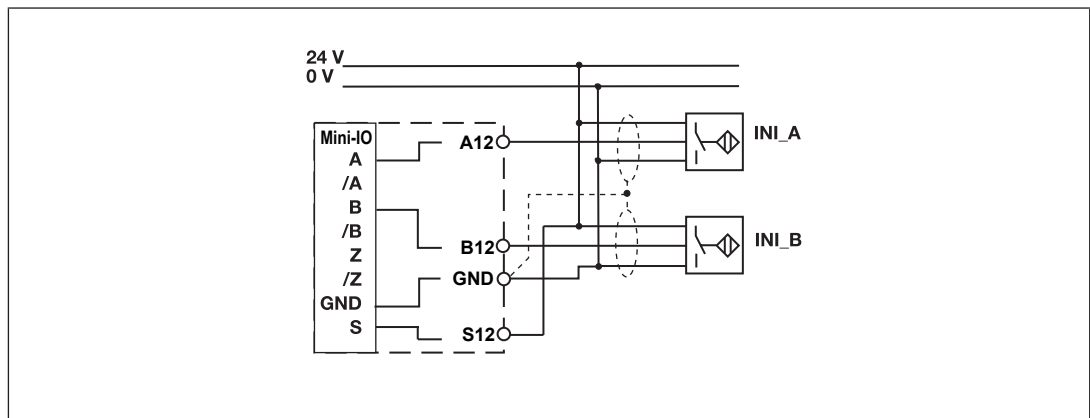 24 V
0 V
Mini-IO
A
/A
B
/B
Z
/Z
GND
S
A12
B12
GND
S12
INI_A
INI_B